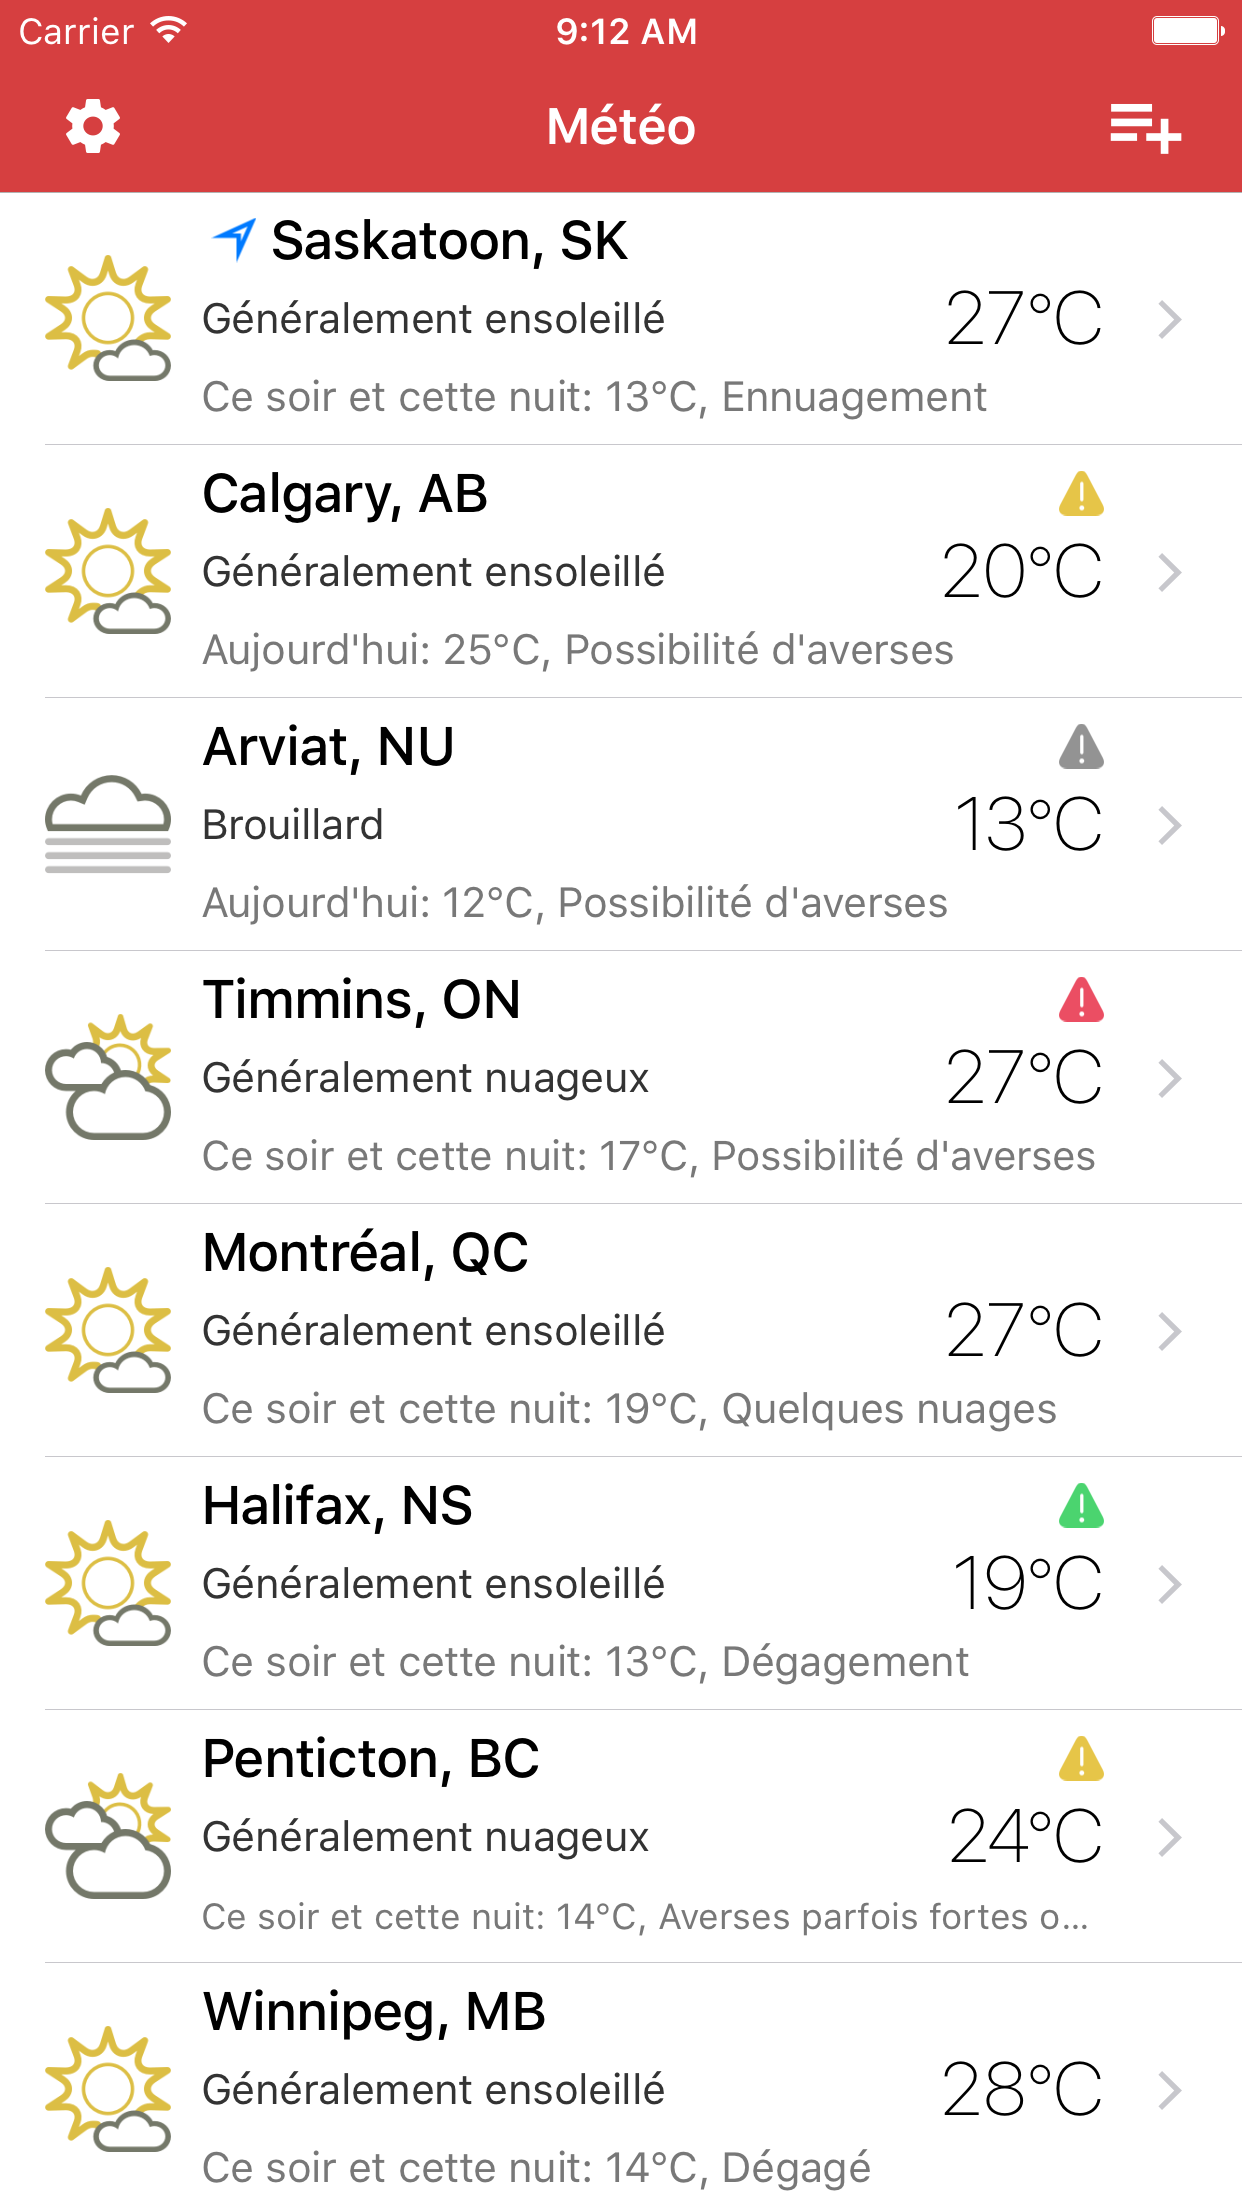 Carrier 9:12 AM
Météo
Saskatoon, SK
Généralement ensoleillé 27°C
Ce soir et cette nuit: 13°C, Ennuagement
Calgary, AB
Généralement ensoleillé 20°C
Aujourd'hui: 25°C, Possibilité d'averses
Arviat, NU
Brouillard 13°C
Aujourd'hui: 12°C, Possibilité d'averses
Timmins, ON
Généralement nuageux 27°C
Ce soir et cette nuit: 17°C, Possibilité d'averses
Montréal, QC
Généralement ensoleillé 27°C
Ce soir et cette nuit: 19°C, Quelques nuages
Halifax, NS
Généralement ensoleillé 19°C
Ce soir et cette nuit: 13°C, Dégagement
Penticton, BC
Généralement nuageux 24°C
Ce soir et cette nuit: 14°C, Averses parfois fortes o...
Winnipeg, MB
Généralement ensoleillé 28°C
Ce soir et cette nuit: 14°C, Dégagé